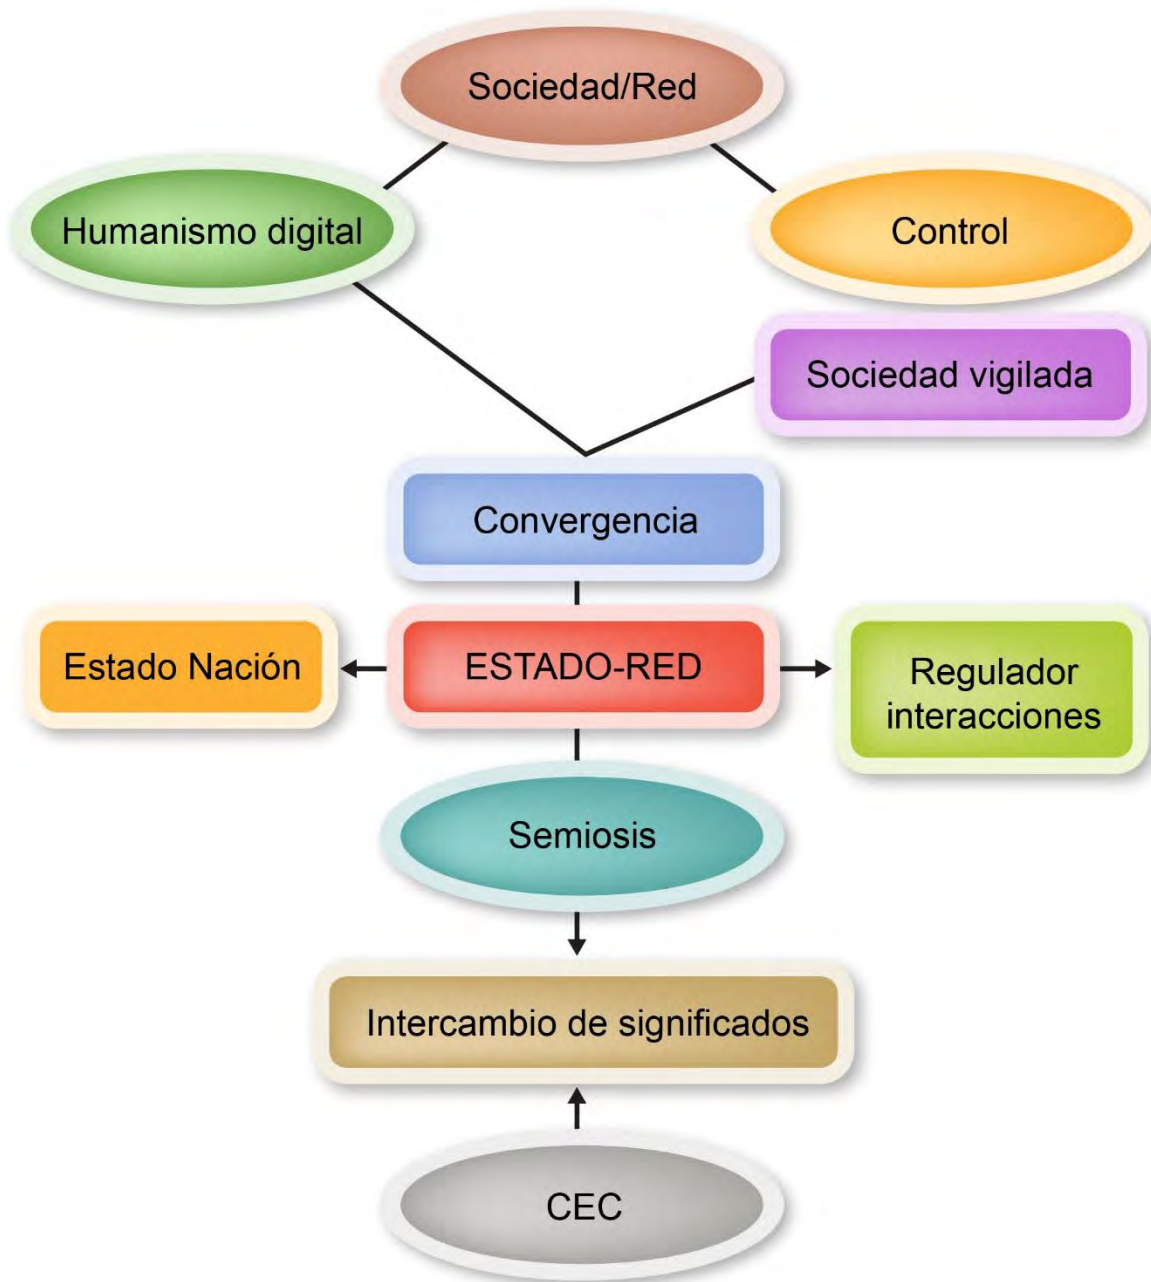 Sociedad/Red
Humanismo digital
Control
Sociedad vigilada
Convergencia
Estado Nación
ESTADO-RED
Regulador
interacciones
Semiosis
Intercambio de significados
CEC